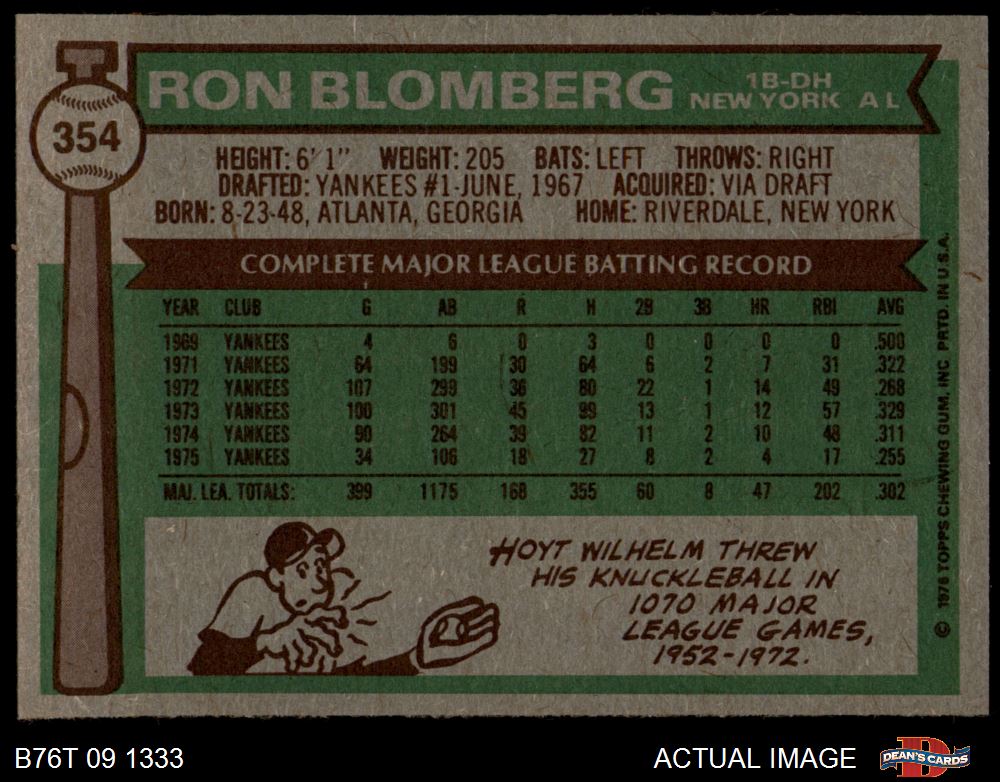 RON BLOMBERG
1B-DH
NEW YORK A L
354
HEIGHT: 6' 1" WEIGHT: 205 BATS: LEFT THROWS: RIGHT
DRAFTED: YANKEES #1-JUNE, 1967 ACQUIRED: VIA DRAFT
BORN: 8-23-48, ATLANTA, GEORGIA HOME: RIVERDALE, NEW YORK
COMPLETE MAJOR LEAGUE BATTING RECORD
YEAR CLUB G AB R H 2B 3B HR RBI AVG
1969 YANKEES 4 6 0 3 0 0 0 0 .500
1971 YANKEES 64 199 30 64 6 2 7 31 .322
1972 YANKEES 107 299 36 80 22 1 14 49 .268
1973 YANKEES 100 301 45 99 13 1 12 57 .329
1974 YANKEES 90 264 39 82 11 2 10 48 .311
1975 YANKEES 34 106 18 27 8 2 4 17 .255
MAJ. LEA. TOTALS: 399 1175 168 355 60 8 47 202 .302
HOYT WILHELM THREW
HIS KNUCKLEBALL IN
1070 MAJOR
LEAGUE GAMES,
1952-1972.
© 1976 TOPPS CHEWING GUM, INC PRTD. IN U.S.A.
B76T 09 1333
ACTUAL IMAGE
DEAN'S CARDS